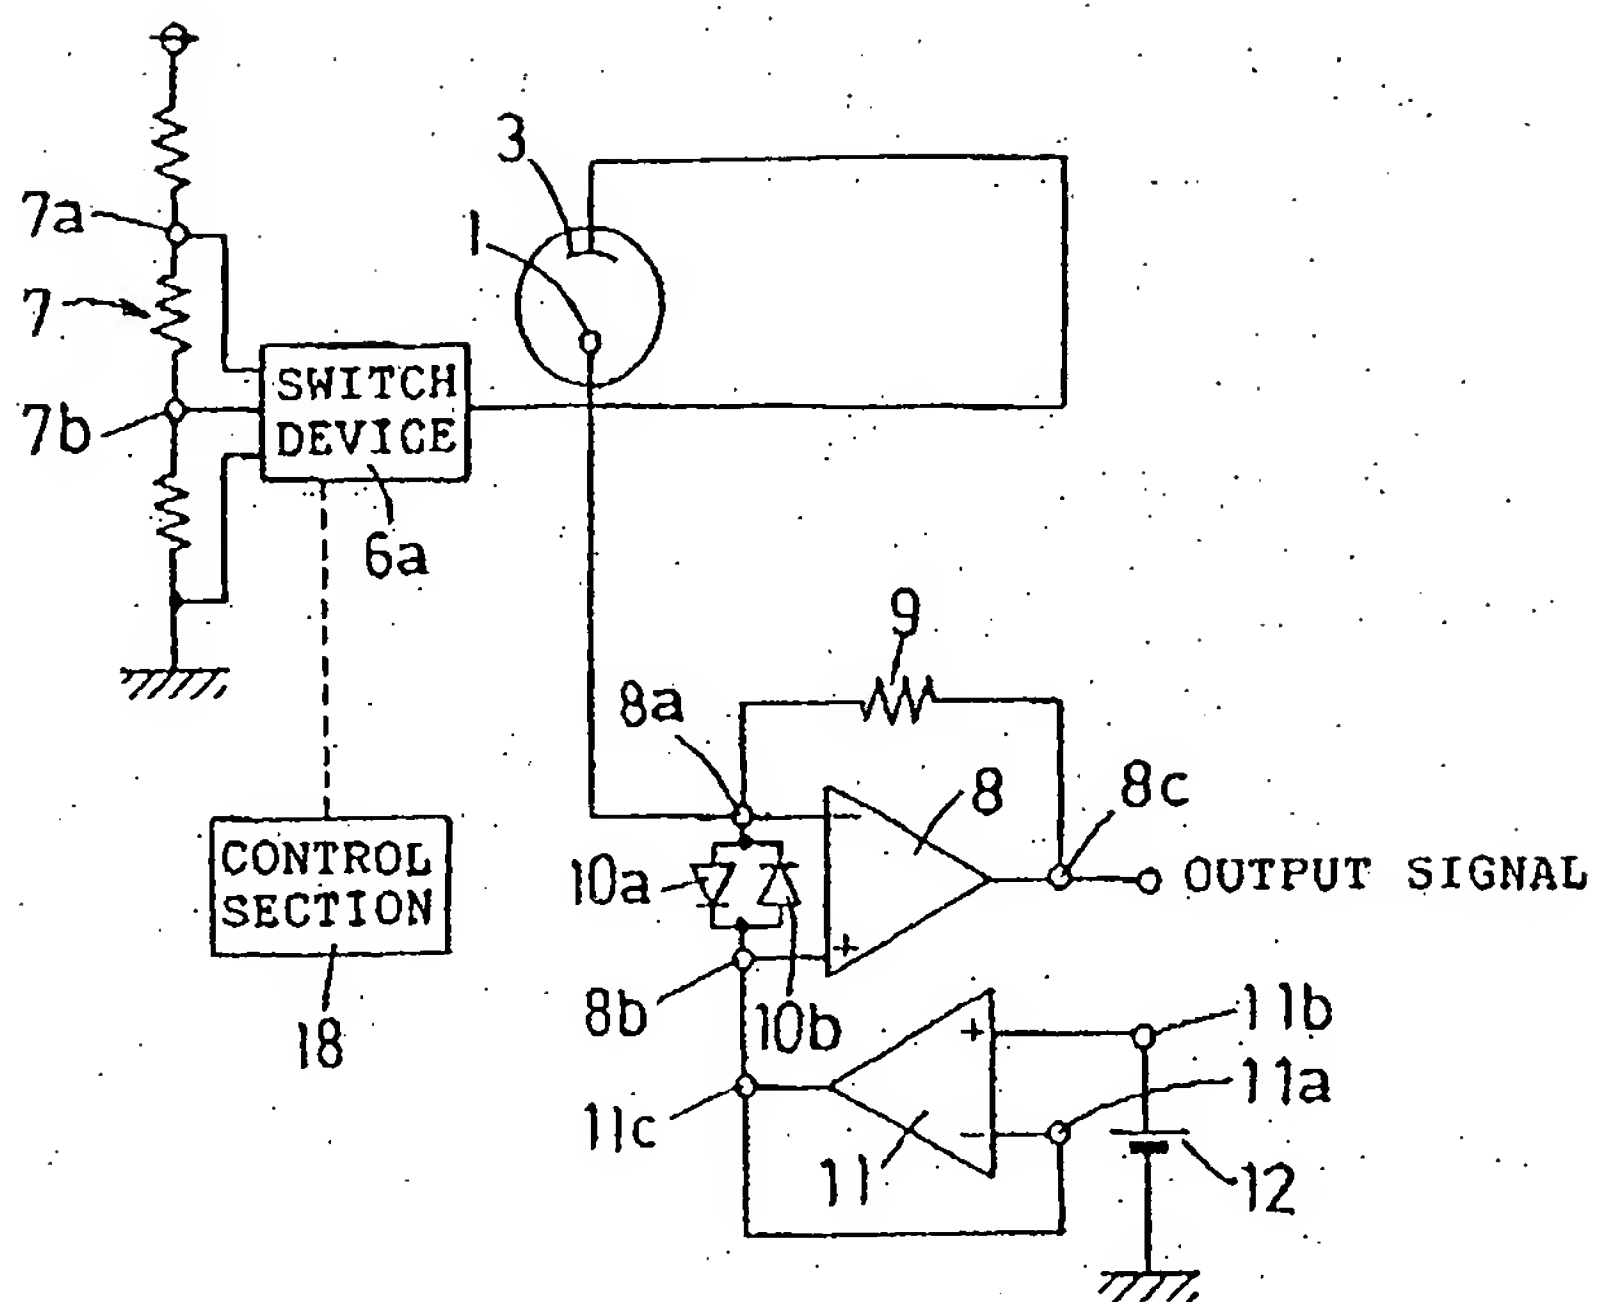 3
7a
1
7
SWITCH
DEVICE
7b
6a
9
8a
8
8c
CONTROL
SECTION
10a
OUTPUT SIGNAL
−
+
18
8b
10b
11b
+
11a
11c
−
11
12